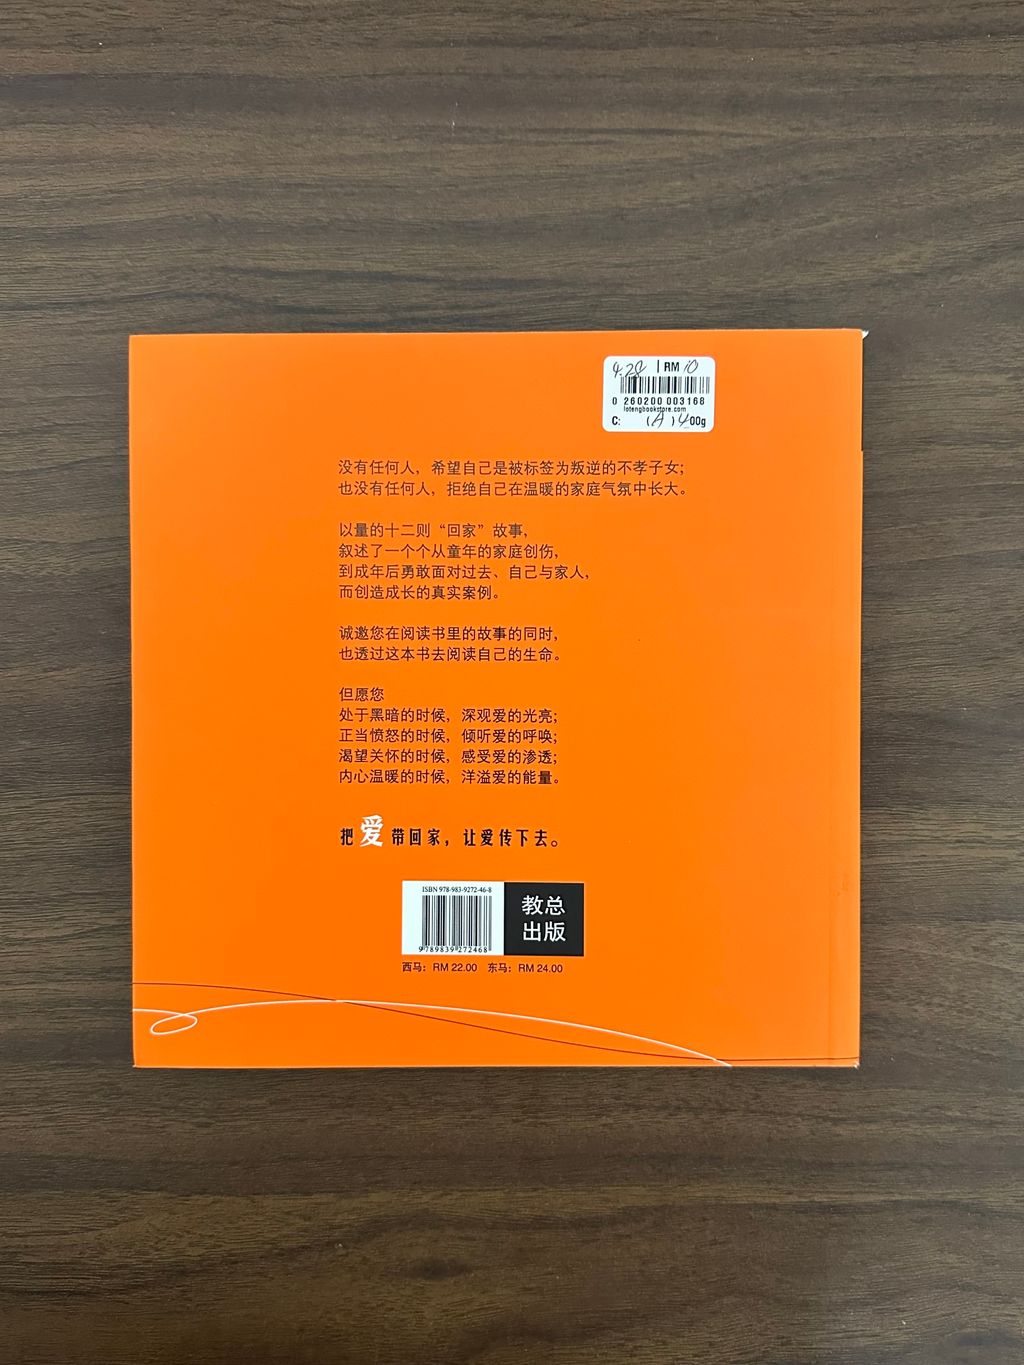 4.28 | RM 10
0 260200 003168
lotengbookstore.com
C: (A) 400g
没有任何人，希望自己是被标签为叛逆的不孝子女；
也没有任何人，拒绝自己在温暖的家庭气氛中长大。
以量的十二则“回家”故事，
叙述了一个个从童年的家庭创伤，
到成年后勇敢面对过去、自己与家人，
而创造成长的真实案例。
诚邀您在阅读书里的故事的同时，
也透过这本书去阅读自己的生命。
但愿您
处于黑暗的时候，深观爱的光亮；
正当愤怒的时候，倾听爱的呼唤；
渴望关怀的时候，感受爱的渗透；
内心温暖的时候，洋溢爱的能量。
把爱带回家，让爱传下去。
ISBN 978-983-9272-46-8
9 789839 272468
教总
出版
西马：RM 22.00 东马：RM 24.00